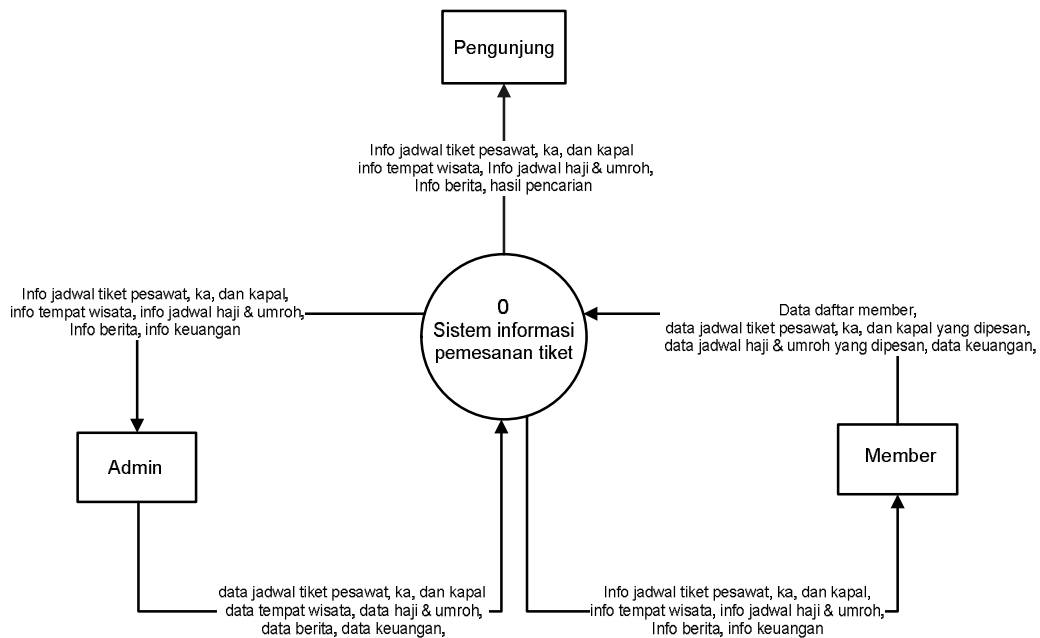 Pengunjung
Info jadwal tiket pesawat, ka, dan kapal
info tempat wisata, Info jadwal haji & umroh,
Info berita, hasil pencarian
Info jadwal tiket pesawat, ka, dan kapal,
info tempat wisata, info jadwal haji & umroh,
Info berita, info keuangan
0
Sistem informasi
pemesanan tiket
Data daftar member,
data jadwal tiket pesawat, ka, dan kapal yang dipesan,
data jadwal haji & umroh yang dipesan, data keuangan,
Admin
Member
data jadwal tiket pesawat, ka, dan kapal
data tempat wisata, data haji & umroh,
data berita, data keuangan,
Info jadwal tiket pesawat, ka, dan kapal,
info tempat wisata, info jadwal haji & umroh,
Info berita, info keuangan